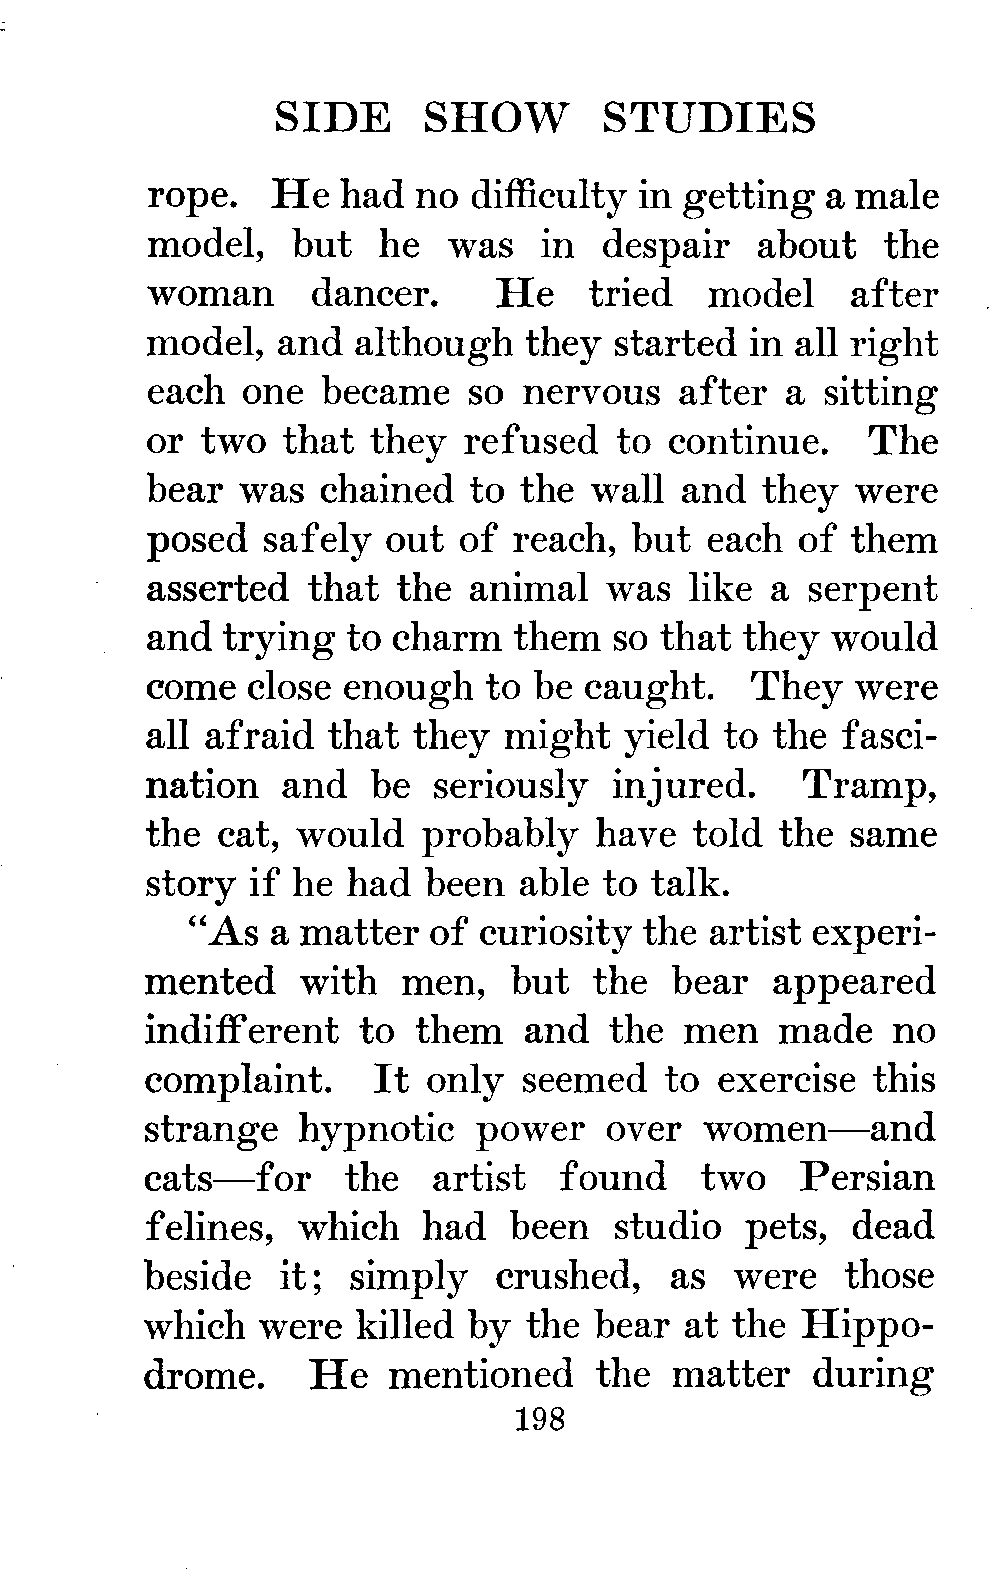 SIDE SHOW STUDIES
rope. He had no difficulty in getting a male
model, but he was in despair about the
woman dancer. He tried model after
model, and although they started in all right
each one became so nervous after a sitting
or two that they refused to continue. The
bear was chained to the wall and they were
posed safely out of reach, but each of them
asserted that the animal was like a serpent
and trying to charm them so that they would
come close enough to be caught. They were
all afraid that they might yield to the fasci-
nation and be seriously injured. Tramp,
the cat, would probably have told the same
story if he had been able to talk.
“As a matter of curiosity the artist experi-
mented with men, but the bear appeared
indifferent to them and the men made no
complaint. It only seemed to exercise this
strange hypnotic power over women—and
cats—for the artist found two Persian
felines, which had been studio pets, dead
beside it; simply crushed, as were those
which were killed by the bear at the Hippo-
drome. He mentioned the matter during
198